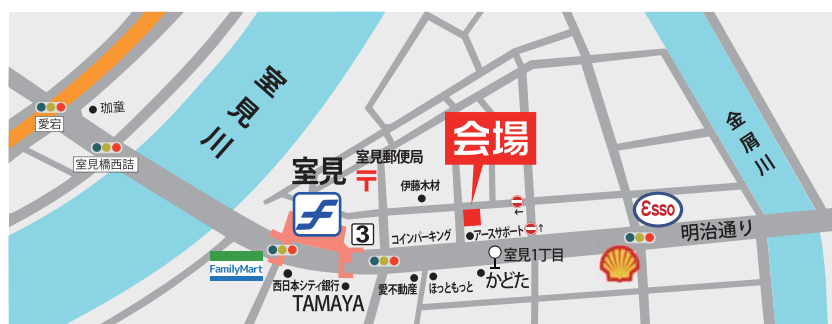 愛宕
珈童
室見橋西詰
室見川
室見
室見郵便局
会場
伊藤木材
金屑川
3
コインパーキング
アースサポート
←
↑
Esso
明治通り
室見1丁目
FamilyMart
西日本シティ銀行
TAMAYA
愛不動産
ほっともっと
かどた